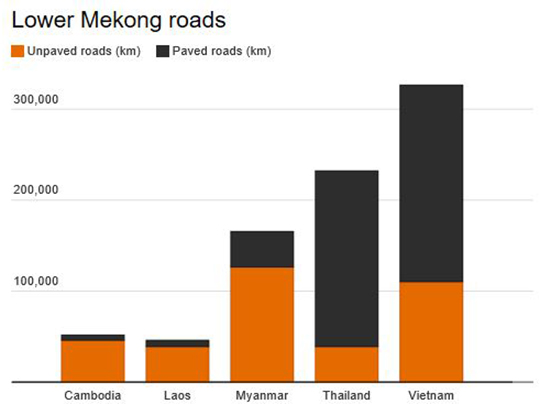 Lower Mekong roads
Unpaved roads (km) Paved roads (km)
300,000
200,000
100,000
Cambodia Laos Myanmar Thailand Vietnam